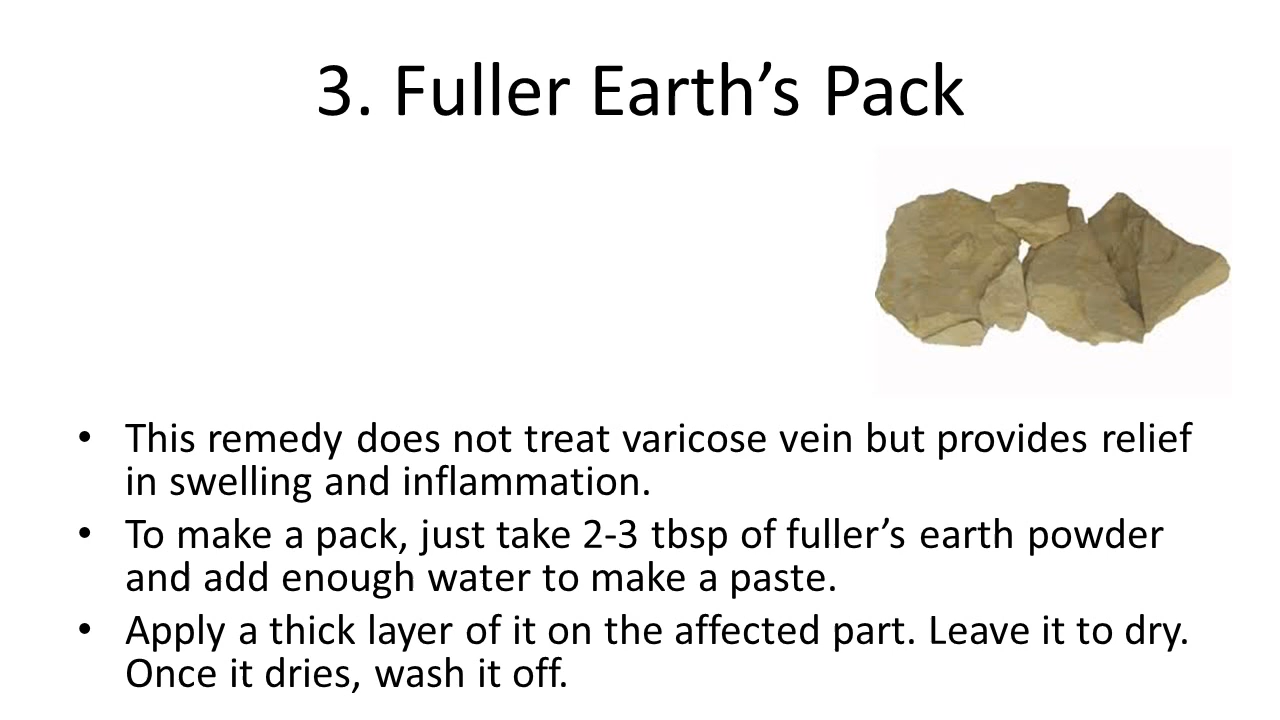 3. Fuller Earth’s Pack
• This remedy does not treat varicose vein but provides relief
in swelling and inflammation.
• To make a pack, just take 2-3 tbsp of fuller’s earth powder
and add enough water to make a paste.
• Apply a thick layer of it on the affected part. Leave it to dry.
Once it dries, wash it off.